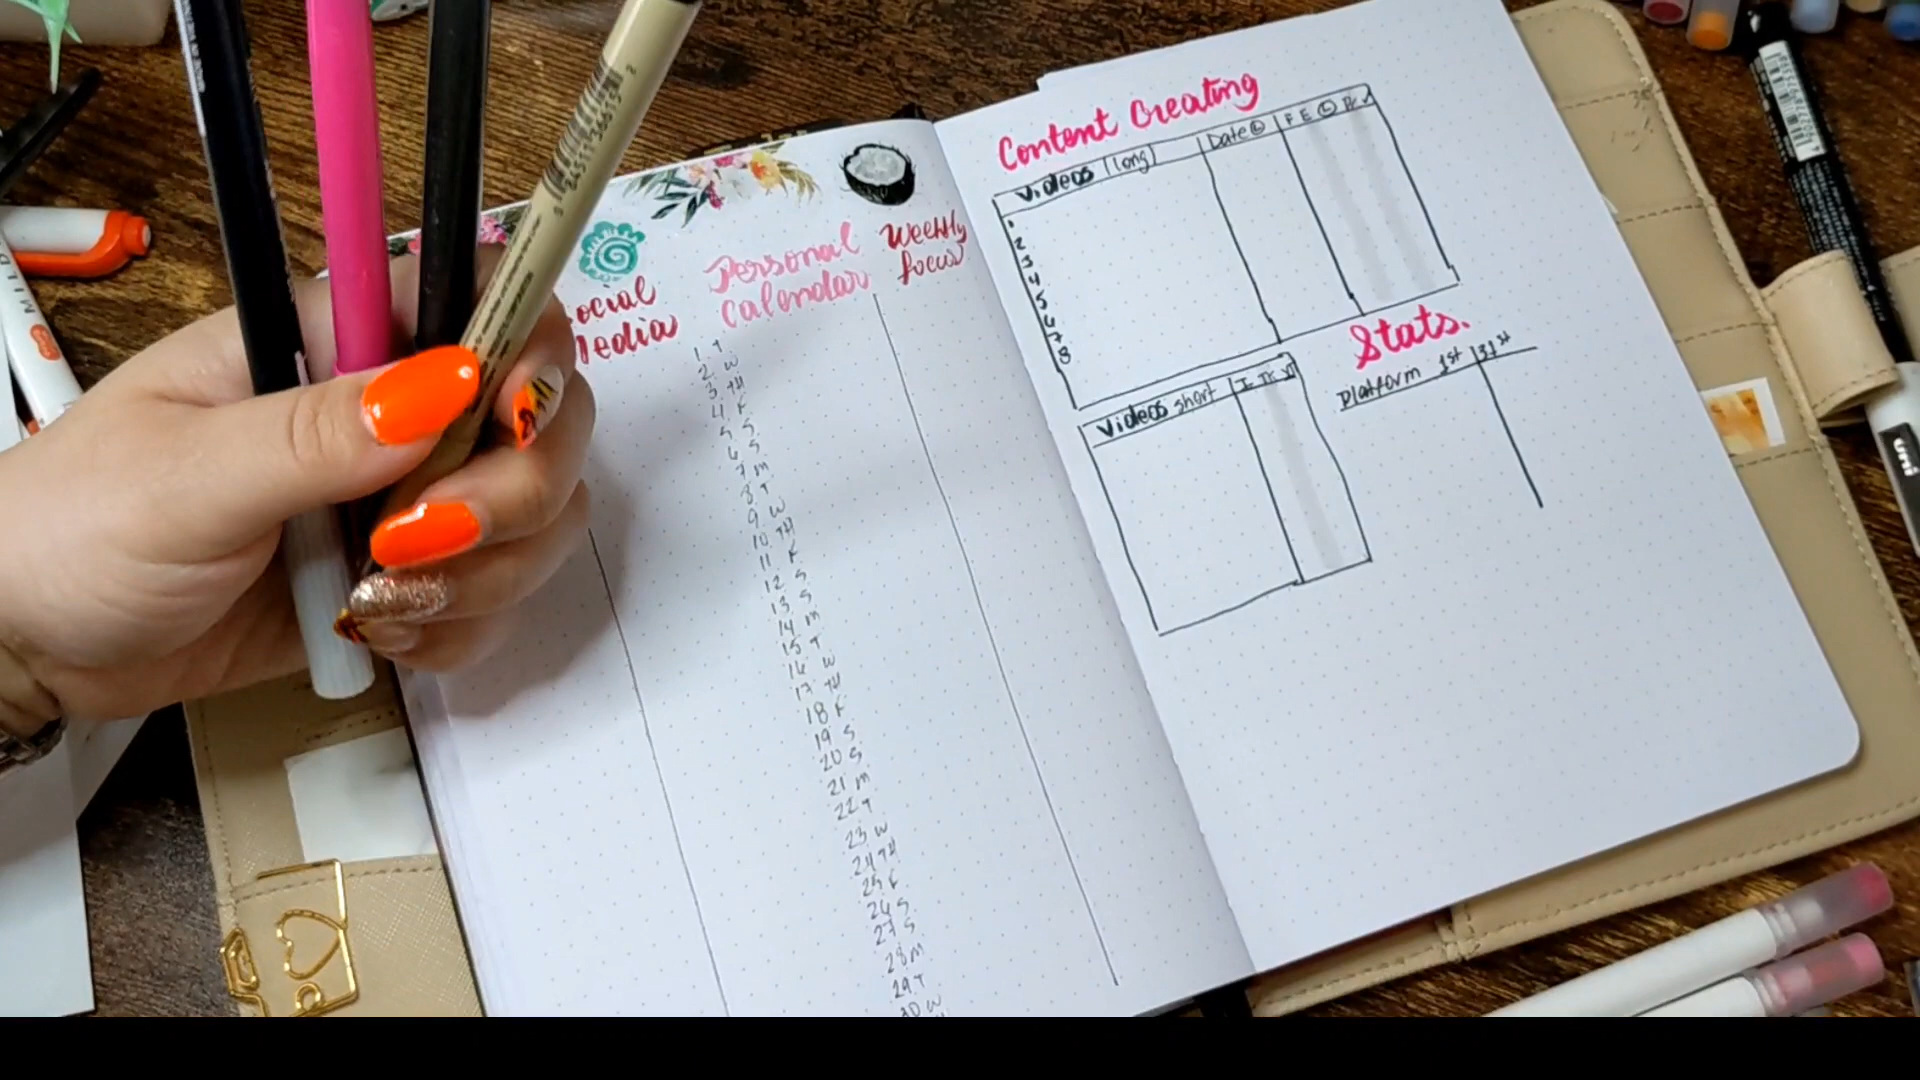 Social
Media
Personal
Calendar
Weekly
focus
1 T
2 W
3 TH
4 F
5 S
6 S
7 M
8 T
9 W
10 TH
11 F
12 S
13 S
14 M
15 T
16 W
17 TH
18 F
19 S
20 S
21 M
22 T
23 W
24 TH
25 F
26 S
27 S
28 M
29 T
30 W
Content Creating
Videos | long | Date | F E
1
2
3
4
5
6
7
8
Videos short
Stats.
Platform 1st | 31st
MILD
uni